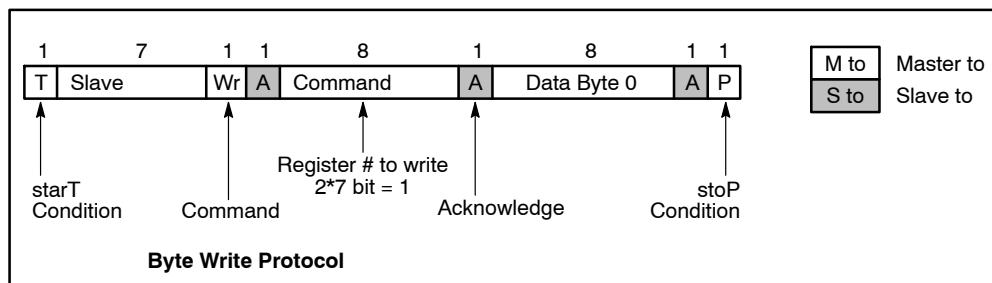 1 7 1 1 8 1 8 1 1
T Slave Wr A Command A Data Byte 0 A P
M to Master to
S to Slave to
Register # to write
2*7 bit = 1
starT
Condition
Command
Acknowledge
stoP
Condition
Byte Write Protocol